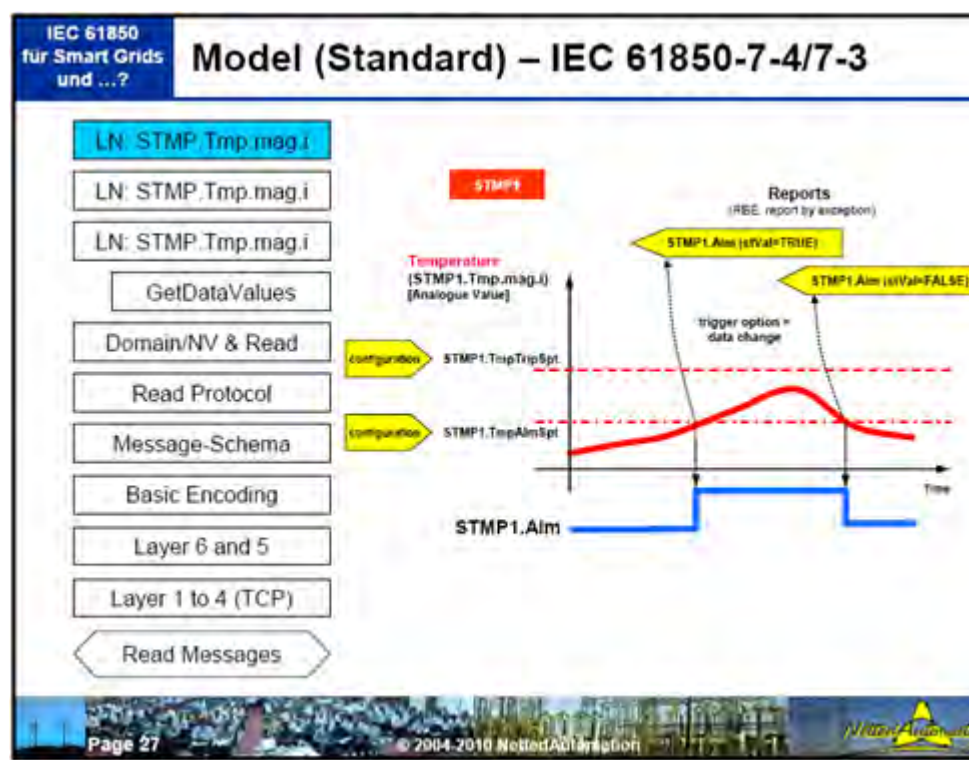 IEC 61850
für Smart Grids
und ...?
Model (Standard) – IEC 61850-7-4/7-3
LN: STMP.Tmp.mag.i
LN: STMP.Tmp.mag.i
LN: STMP.Tmp.mag.i
GetDataValues
Domain/NV & Read
Read Protocol
Message-Schema
Basic Encoding
Layer 6 and 5
Layer 1 to 4 (TCP)
Read Messages
STMP1
Reports
(RBE, report by exception)
STMP1.Alm (stVal=TRUE)
STMP1.Alm (stVal=FALSE)
Temperature
(STMP1.Tmp.mag.i)
[Analogue Value]
trigger option =
data change
configuration
STMP1.TmpTripSpt
configuration
STMP1.TmpAlmSpt
Time
STMP1.Alm
Page 27
© 2004-2010 NettedAutomation
NettedAutomation